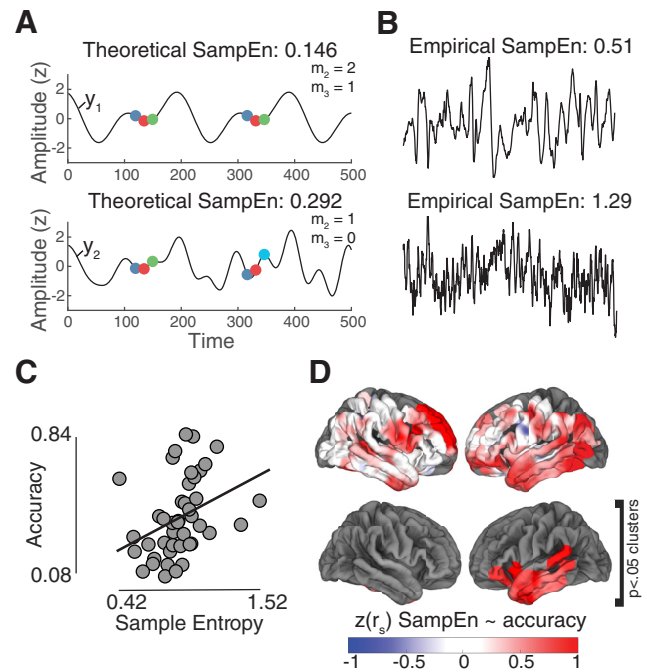 A
Theoretical SampEn: 0.146
m2 = 2
m3 = 1
Amplitude (z)
2
0
-2
y1
0 100 200 300 400 500
Theoretical SampEn: 0.292
m2 = 1
m3 = 0
Amplitude (z)
2
0
-2
y2
0 100 200 300 400 500
Time
B
Empirical SampEn: 0.51
Empirical SampEn: 1.29
C
0.84
Accuracy
0.08
0.42 1.52
Sample Entropy
D
p<.05 clusters
z(rs) SampEn ~ accuracy
-1 -0.5 0 0.5 1